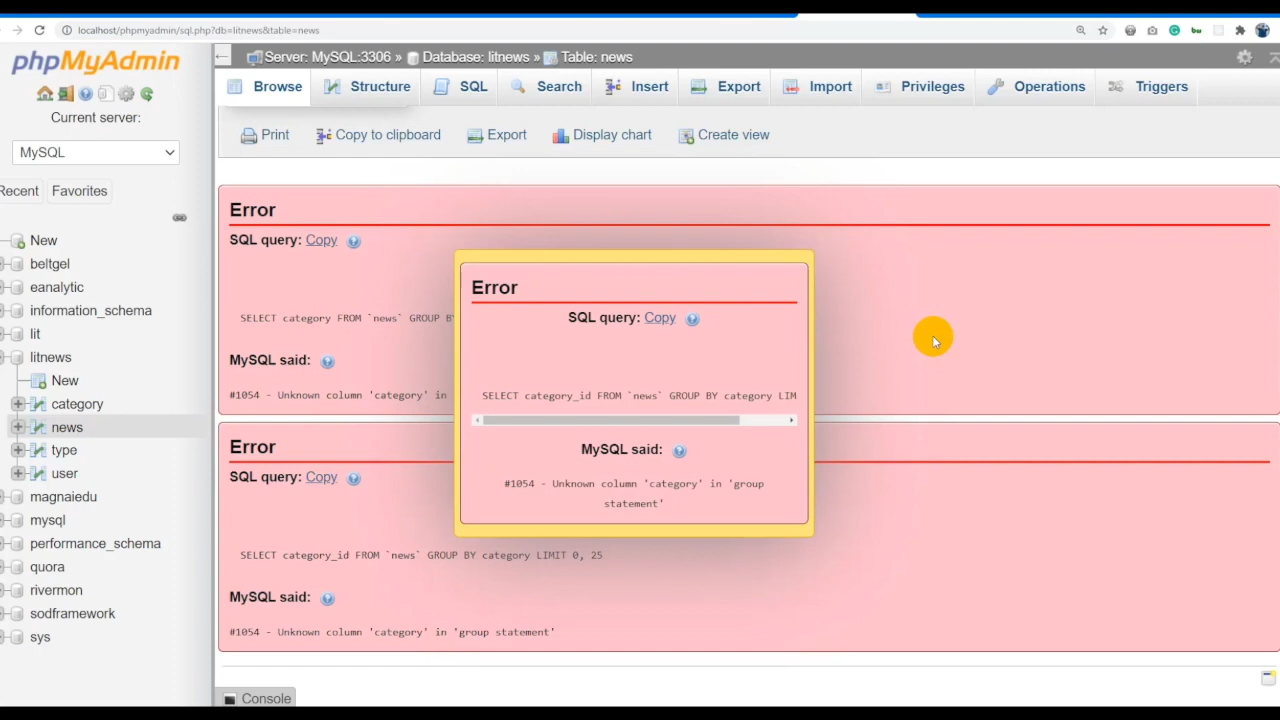 localhost/phpmyadmin/sql.php?db=litnews&table=news
phpMyAdmin
Current server:
MySQL
Recent Favorites
New
beltgel
eanalytic
information_schema
lit
litnews
New
category
news
type
user
magnaiedu
mysql
performance_schema
quora
rivermon
sodframework
sys
Server: MySQL:3306 » Database: litnews » Table: news
Browse Structure SQL Search Insert Export Import Privileges Operations Triggers
Print Copy to clipboard Export Display chart Create view
Error
SQL query: Copy
SELECT category FROM `news` GROUP BY
MySQL said:
#1054 - Unknown column 'category' in
Error
SQL query: Copy
SELECT category_id FROM `news` GROUP BY category LIM
MySQL said:
#1054 - Unknown column 'category' in 'group
statement'
Error
SQL query: Copy
SELECT category_id FROM `news` GROUP BY category LIMIT 0, 25
MySQL said:
#1054 - Unknown column 'category' in 'group statement'
Console